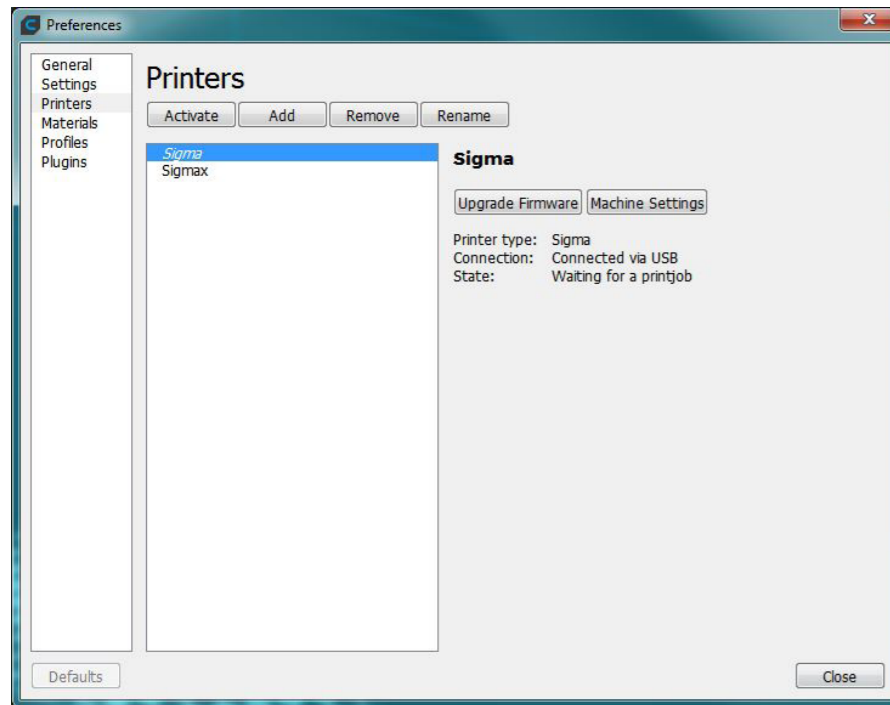 Preferences
General
Settings
Printers
Materials
Profiles
Plugins
Printers
Activate Add Remove Rename
Sigma
Sigmax
Sigma
Upgrade Firmware Machine Settings
Printer type: Sigma
Connection: Connected via USB
State: Waiting for a printjob
Defaults
Close